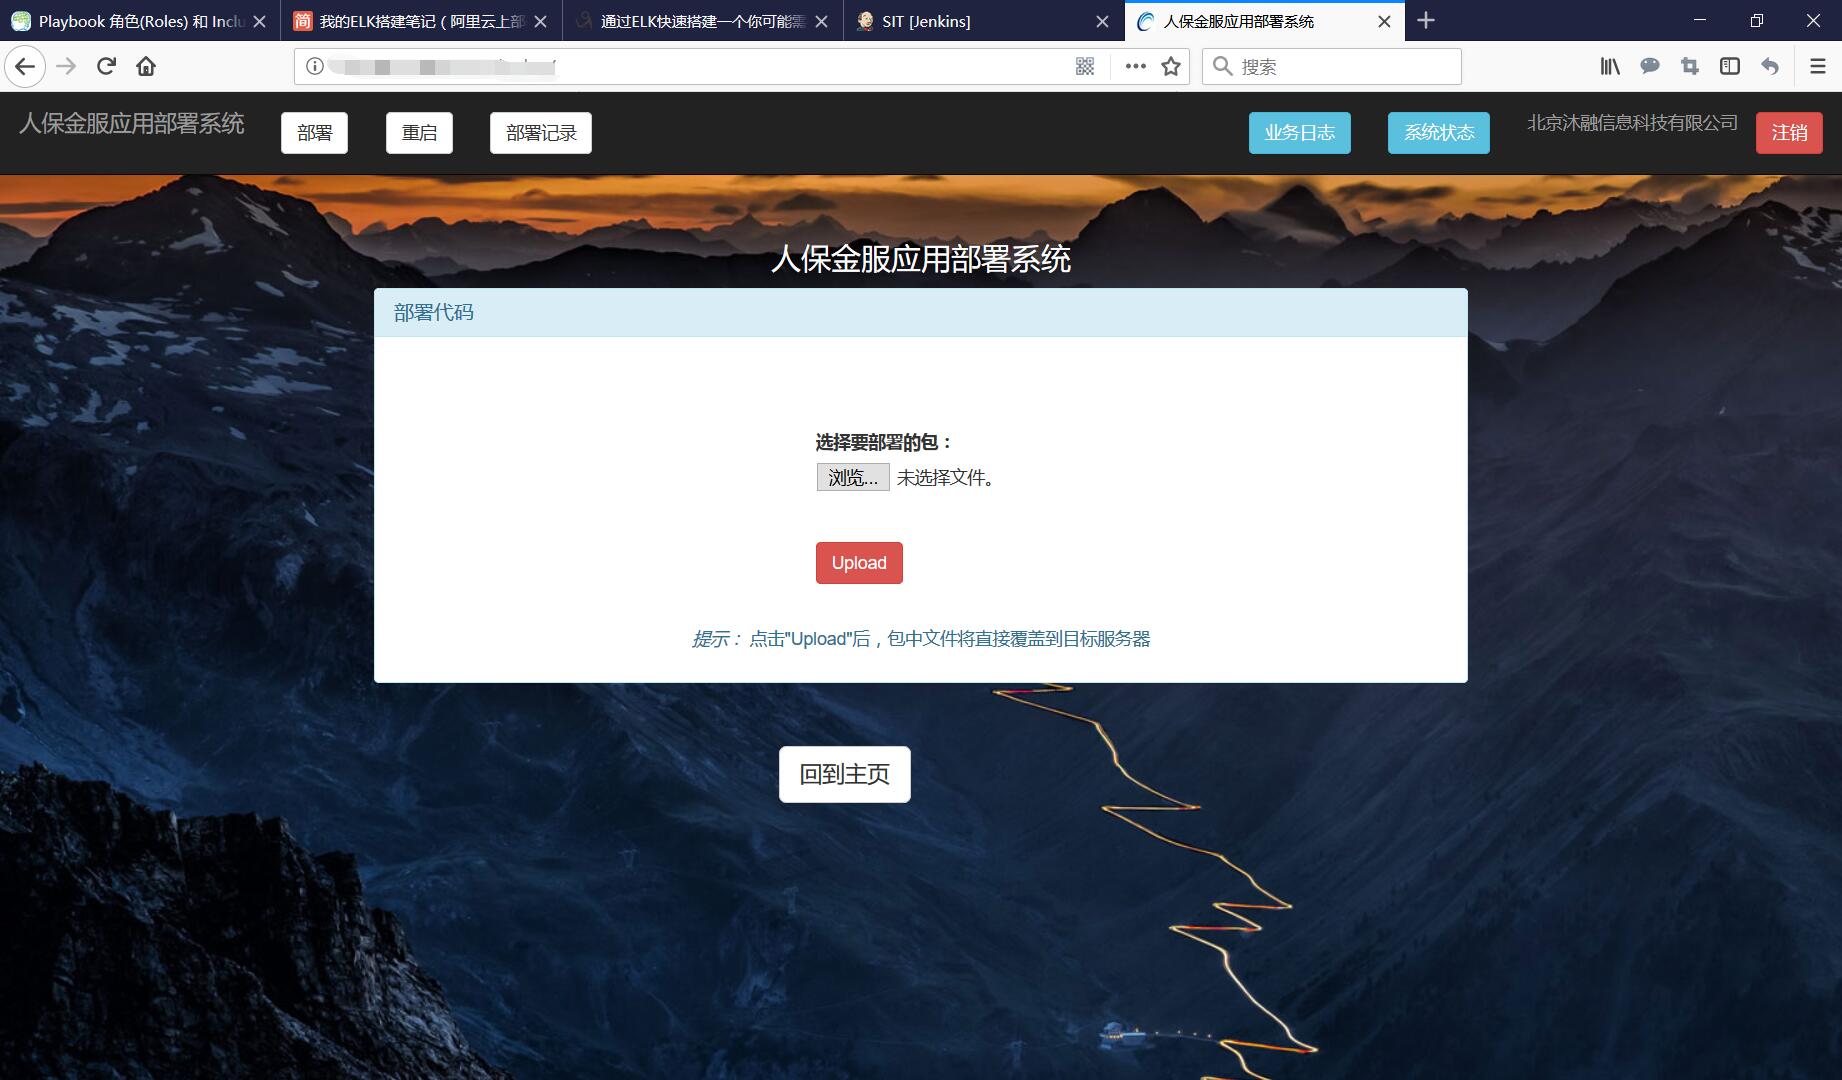 Playbook 角色(Roles) 和 Inclu
简 我的ELK搭建笔记（阿里云上部
通过ELK快速搭建一个你可能需
SIT [Jenkins]
人保金服应用部署系统
搜索
人保金服应用部署系统
部署
重启
部署记录
业务日志
系统状态
北京沐融信息科技有限公司
注销
人保金服应用部署系统
部署代码
选择要部署的包：
浏览... 未选择文件。
Upload
提示： 点击"Upload"后，包中文件将直接覆盖到目标服务器
回到主页